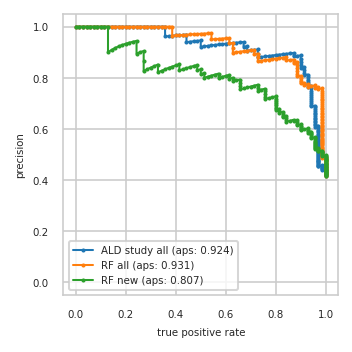 precision
1.0
0.8
0.6
0.4
0.2
0.0
ALD study all (aps: 0.924)
RF all (aps: 0.931)
RF new (aps: 0.807)
0.0 0.2 0.4 0.6 0.8 1.0
true positive rate